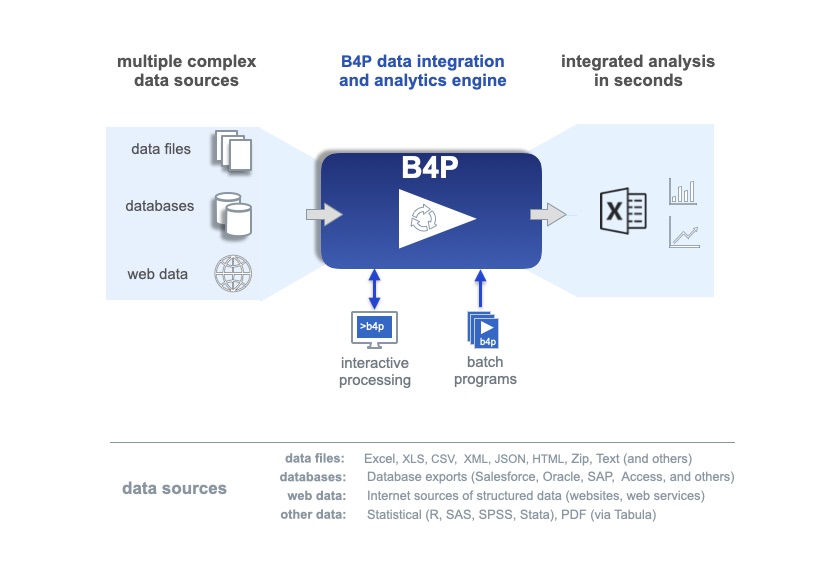 multiple complex
data sources
B4P data integration
and analytics engine
integrated analysis
in seconds
data files
databases
web data
B4P
X
>b4p
interactive
processing
b4p
batch
programs
data sources
data files: Excel, XLS, CSV, XML, JSON, HTML, Zip, Text (and others)
databases: Database exports (Salesforce, Oracle, SAP, Access, and others)
web data: Internet sources of structured data (websites, web services)
other data: Statistical (R, SAS, SPSS, Stata), PDF (via Tabula)